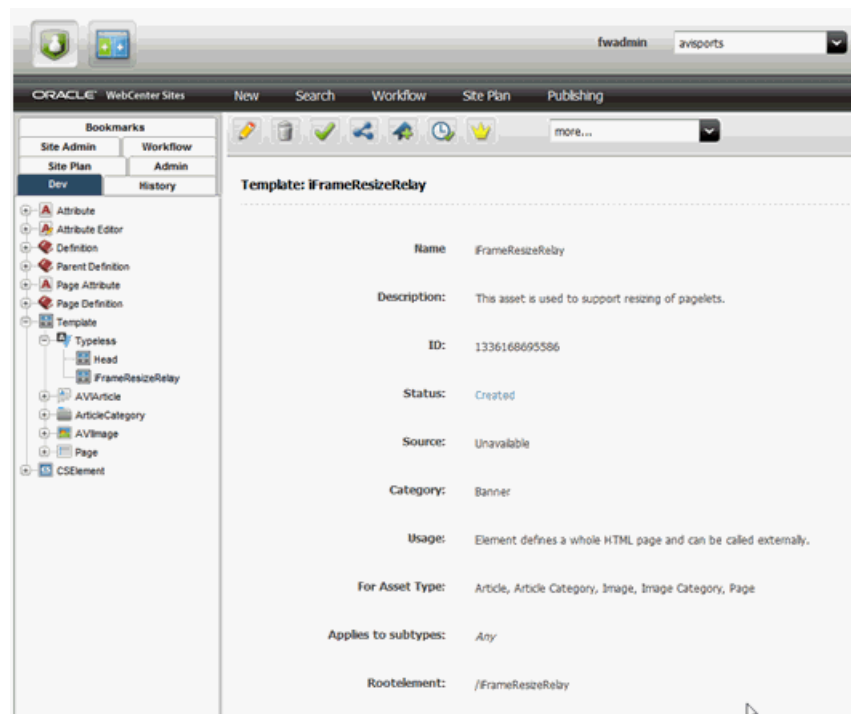 fwadmin avisports
ORACLE WebCenter Sites New Search Workflow Site Plan Publishing
Bookmarks
Site Admin Workflow
Site Plan Admin
Dev History
more...
Template: iFrameResizeRelay
Attribute
Attribute Editor
Definition
Parent Definition
Page Attribute
Page Definition
Template
Typeless
Head
iFrameResizeRelay
AVIArticle
ArticleCategory
AVIImage
Page
CSElement
Name iFrameResizeRelay
Description: This asset is used to support resizing of pagelets.
ID: 1336168695586
Status: Created
Source: Unavailable
Category: Banner
Usage: Element defines a whole HTML page and can be called externally.
For Asset Type: Article, Article Category, Image, Image Category, Page
Applies to subtypes: Any
Rootelement: /iFrameResizeRelay